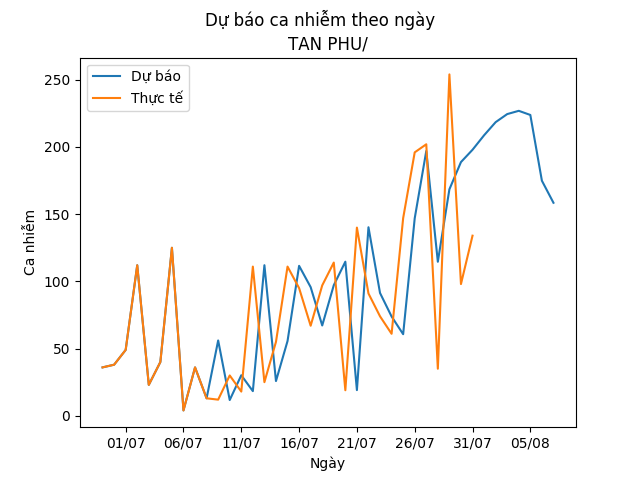 Dự báo ca nhiễm theo ngày
TAN PHU/
Dự báo
Thực tế
Ca nhiễm
250
200
150
100
50
0
01/07 06/07 11/07 16/07 21/07 26/07 31/07 05/08
Ngày